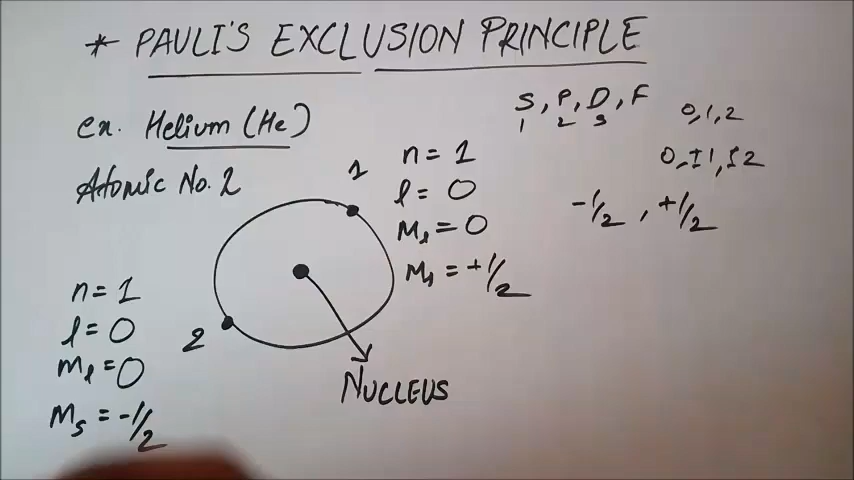 * PAULI'S EXCLUSION PRINCIPLE
ex. Helium (He)
Atomic No. 2
S, P, D, F
1 2 3
0, 1, 2
0, ±1, ±2
-1/2, +1/2
1
n = 1
l = 0
Ml = 0
Ms = +1/2
2
n = 1
l = 0
ml = 0
Ms = -1/2
NUCLEUS